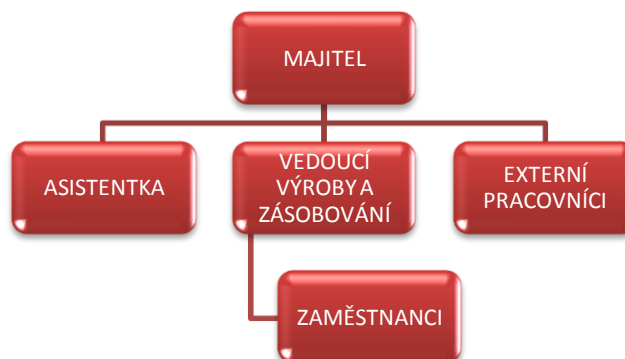 MAJITEL
ASISTENTKA
VEDOUCÍ
VÝROBY A
ZÁSOBOVÁNÍ
EXTERNÍ
PRACOVNÍCI
ZAMĚSTNANCI